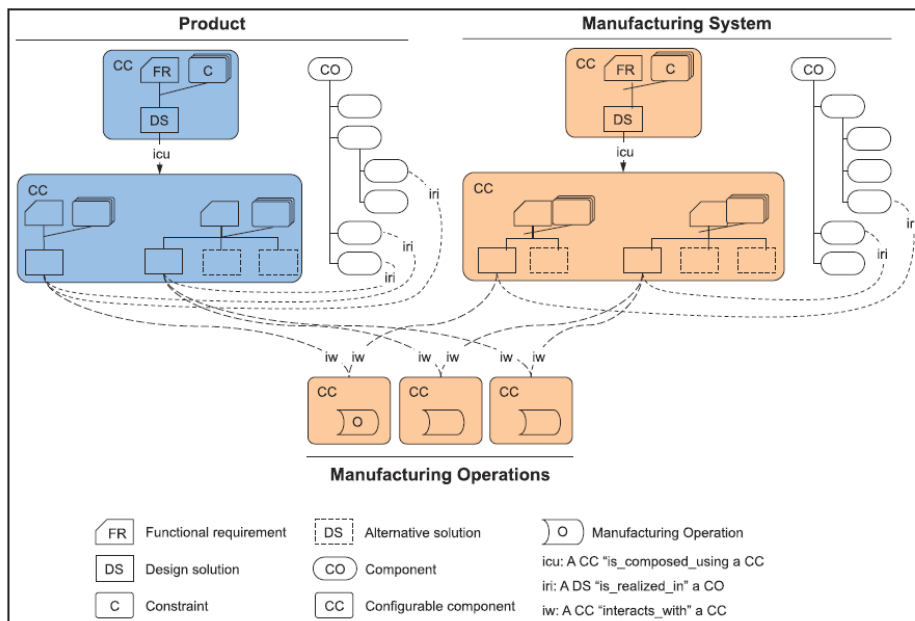 Product
Manufacturing System
CC
FR
C
DS
icu
CO
CC
FR
C
DS
icu
CO
CC
iri
iri
iri
CC
iri
iri
iw
iw
iw
iw
iw
iw
CC
O
CC
CC
Manufacturing Operations
FR Functional requirement
DS Alternative solution
O Manufacturing Operation
icu: A CC “is_composed_using a CC
DS Design solution
CO Component
iri: A DS “is_realized_in” a CO
C Constraint
CC Configurable component
iw: A CC “interacts_with” a CC